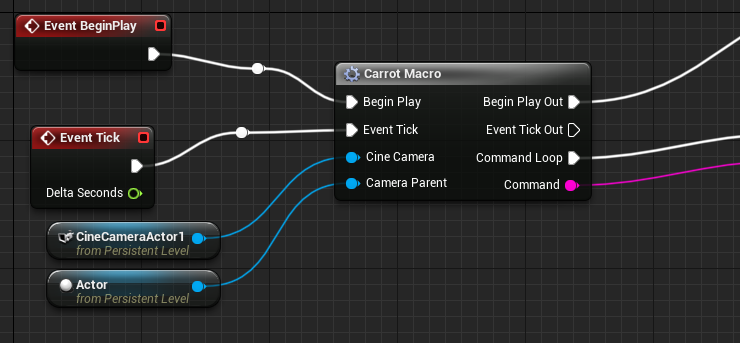 Event BeginPlay
Carrot Macro
Begin Play Begin Play Out
Event Tick Event Tick Out
Cine Camera Command Loop
Camera Parent Command
Event Tick
Delta Seconds
CineCameraActor1
from Persistent Level
Actor
from Persistent Level